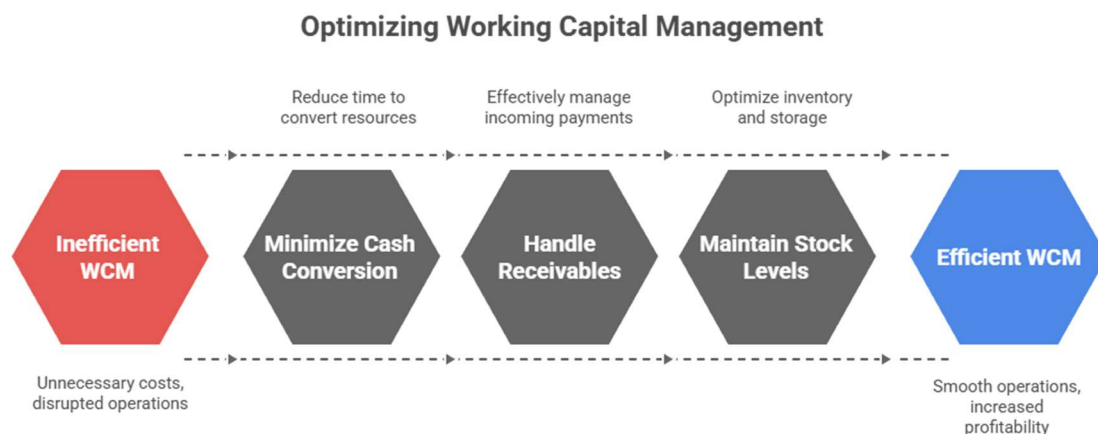 Optimizing Working Capital Management
Reduce time to
convert resources
Effectively manage
incoming payments
Optimize inventory
and storage
Inefficient
WCM
Minimize Cash
Conversion
Handle
Receivables
Maintain Stock
Levels
Efficient WCM
Unnecessary costs,
disrupted operations
Smooth operations,
increased
profitability